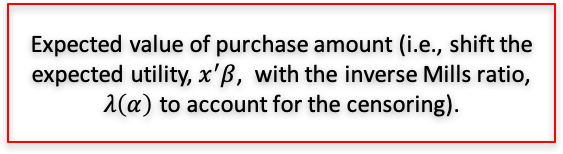 Expected value of purchase amount (i.e., shift the
expected utility, 𝑥′𝛽, with the inverse Mills ratio,
𝜆(𝛼) to account for the censoring).